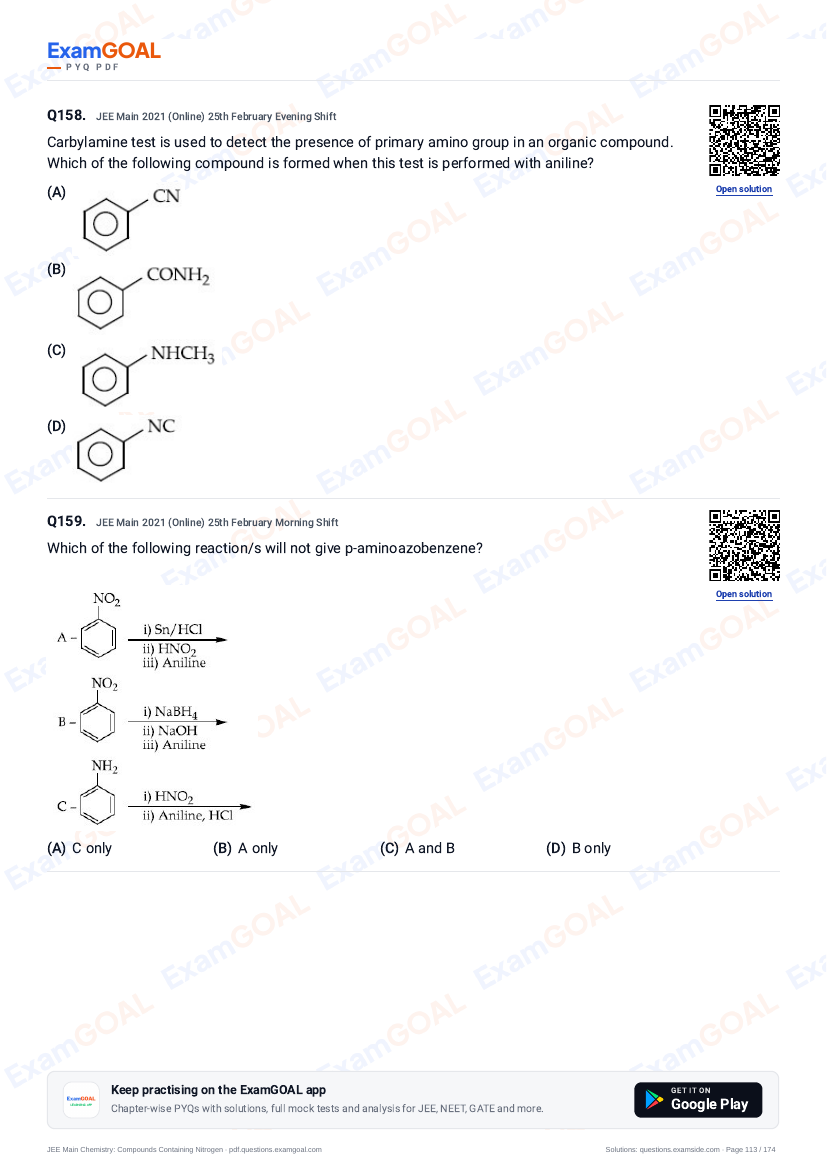 ExamGOAL
PYQ PDF
Q158. JEE Main 2021 (Online) 25th February Evening Shift
Carbylamine test is used to detect the presence of primary amino group in an organic compound.
Which of the following compound is formed when this test is performed with aniline?
Open solution
(A) CN
(B) CONH₂
(C) NHCH₃
(D) NC
Q159. JEE Main 2021 (Online) 25th February Morning Shift
Which of the following reaction/s will not give p-aminoazobenzene?
Open solution
NO₂
A –
i) Sn/HCl
ii) HNO₂
iii) Aniline
NO₂
B –
i) NaBH₄
ii) NaOH
iii) Aniline
NH₂
C –
i) HNO₂
ii) Aniline, HCl
(A) C only (B) A only (C) A and B (D) B only
ExamGOAL
Keep practising on the ExamGOAL app
Chapter-wise PYQs with solutions, full mock tests and analysis for JEE, NEET, GATE and more.
GET IT ON
Google Play
JEE Main Chemistry: Compounds Containing Nitrogen · pdf.questions.examgoal.com
Solutions: questions.examside.com · Page 113 / 174